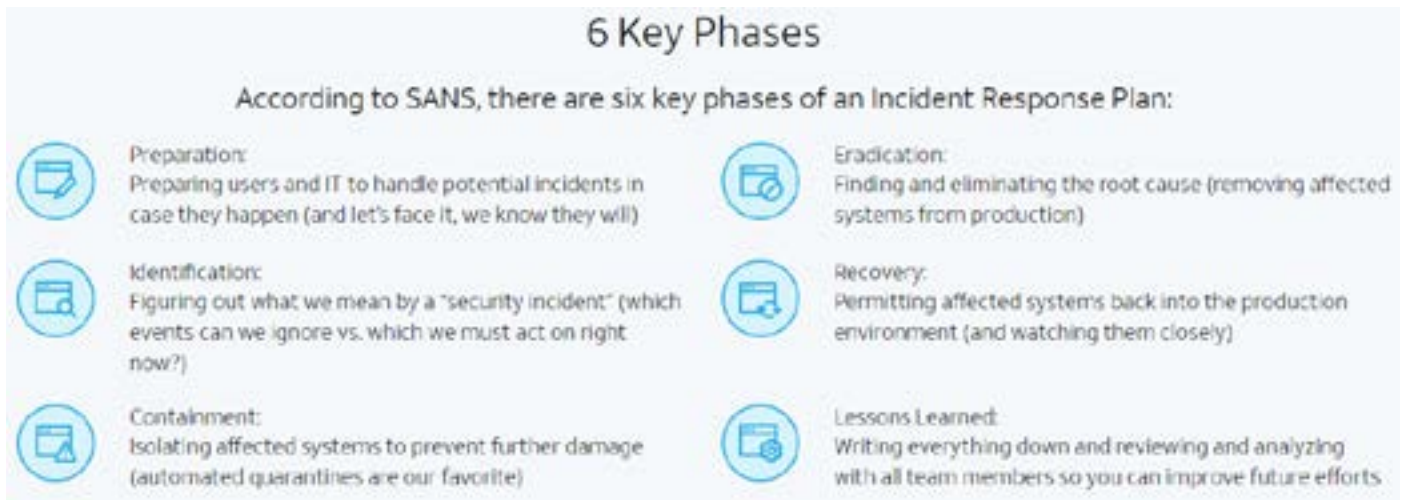 6 Key Phases
According to SANS, there are six key phases of an Incident Response Plan:
Preparation:
Preparing users and IT to handle potential incidents in
case they happen (and let's face it, we know they will)
Identification:
Figuring out what we mean by a "security incident" (which
events can we ignore vs. which we must act on right
now?)
Containment:
Isolating affected systems to prevent further damage
(automated quarantines are our favorite)
Eradication:
Finding and eliminating the root cause (removing affected
systems from production)
Recovery:
Permitting affected systems back into the production
environment (and watching them closely)
Lessons Learned:
Writing everything down and reviewing and analyzing
with all team members so you can improve future efforts